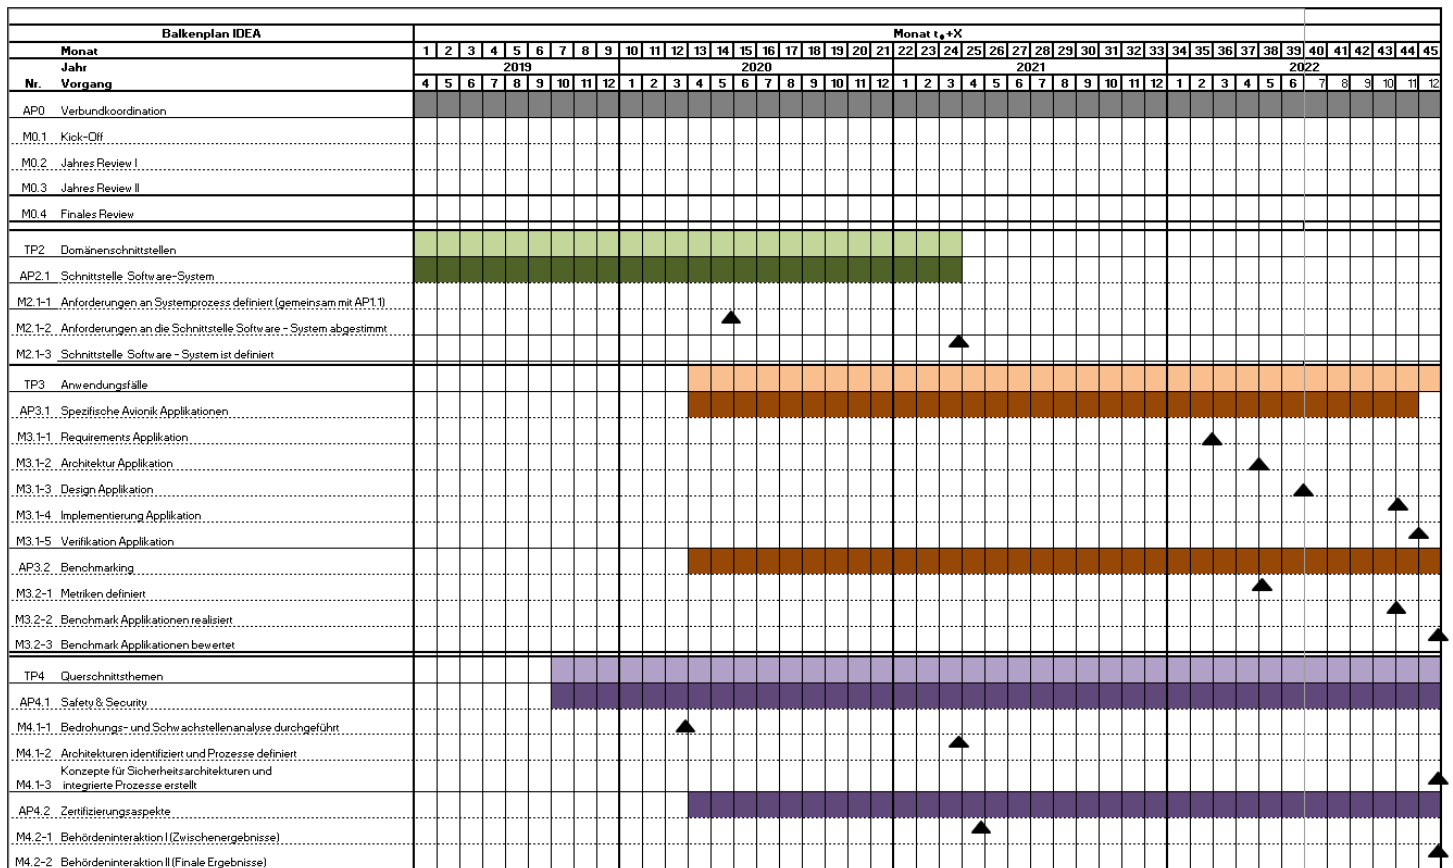 Balkenplan IDEA Monat t₀+X
Monat 1 2 3 4 5 6 7 8 9 10 11 12 13 14 15 16 17 18 19 20 21 22 23 24 25 26 27 28 29 30 31 32 33 34 35 36 37 38 39 40 41 42 43 44 45
Jahr 2019 2020 2021 2022
Nr. Vorgang 4 5 6 7 8 9 10 11 12 1 2 3 4 5 6 7 8 9 10 11 12 1 2 3 4 5 6 7 8 9 10 11 12 1 2 3 4 5 6 7 8 9 10 11 12
AP0 Verbundkoordination
M0.1 Kick-Off
M0.2 Jahres Review I
M0.3 Jahres Review II
M0.4 Finales Review
TP2 Domänenschnittstellen
AP2.1 Schnittstelle Software-System
M2.1-1 Anforderungen an Systemprozess definiert (gemeinsam mit AP1.1)
M2.1-2 Anforderungen an die Schnittstelle Software - System abgestimmt
M2.1-3 Schnittstelle Software - System ist definiert
TP3 Anwendungsfälle
AP3.1 Spezifische Avionik Applikationen
M3.1-1 Requirements Applikation
M3.1-2 Architektur Applikation
M3.1-3 Design Applikation
M3.1-4 Implementierung Applikation
M3.1-5 Verifikation Applikation
AP3.2 Benchmarking
M3.2-1 Metriken definiert
M3.2-2 Benchmark Applikationen realisiert
M3.2-3 Benchmark Applikationen bewertet
TP4 Querschnittsthemen
AP4.1 Safety & Security
M4.1-1 Bedrohungs- und Schwachstellenanalyse durchgeführt
M4.1-2 Architekturen identifiziert und Prozesse definiert
Konzepte für Sicherheitsarchitekturen und
M4.1-3 integrierte Prozesse erstellt
AP4.2 Zertifizierungsaspekte
M4.2-1 Behördeninteraktion I (Zwischenergebnisse)
M4.2-2 Behördeninteraktion II (Finale Ergebnisse)